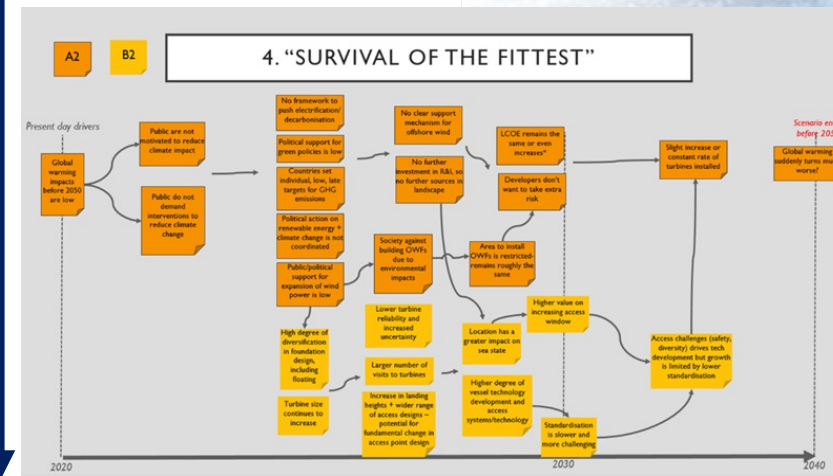 A2
B2
4. “SURVIVAL OF THE FITTEST”
Present day drivers
Global
warming
impacts
before 2050
are low
Public are not
motivated to reduce
climate impact
Public do not
demand
interventions to
reduce climate
change
No framework to
push electrification/
decarbonisation
Political support for
green policies is low
Countries set
individual, low, late
targets for GHG
emissions
Political action on
renewable energy +
climate change is not
coordinated
Public/political
support for
expansion of wind
power is low
High degree of
diversification
in foundation
design,
including
floating
Turbine size
continues to
increase
Society against
building OWFs
due to
environmental
impacts
Lower turbine
reliability and
increased
uncertainty
Larger number of
visits to turbines
Increase in landing
heights + wider range
of access designs –
potential for
fundamental change in
access point design
No clear support
mechanism for
offshore wind
No further
investment in R&I, so
no further sources in
landscape
LCOE remains the
same or even
increases*
Developers don't
want to take extra
risk
Area to install
OWFs is restricted-
remains roughly the
same
Location has a
greater impact on
sea state
Higher value on
increasing access
window
Higher degree of
vessel technology
development and
access
systems/technology
Standardisation
is slower and
more challenging
Slight increase or
constant rate of
turbines installed
Access challenges (safety,
diversity) drives tech
development but growth
is limited by lower
standardisation
Scenario en
before 205
Global warming
suddenly turns mu
worse?
2020
2030
2040